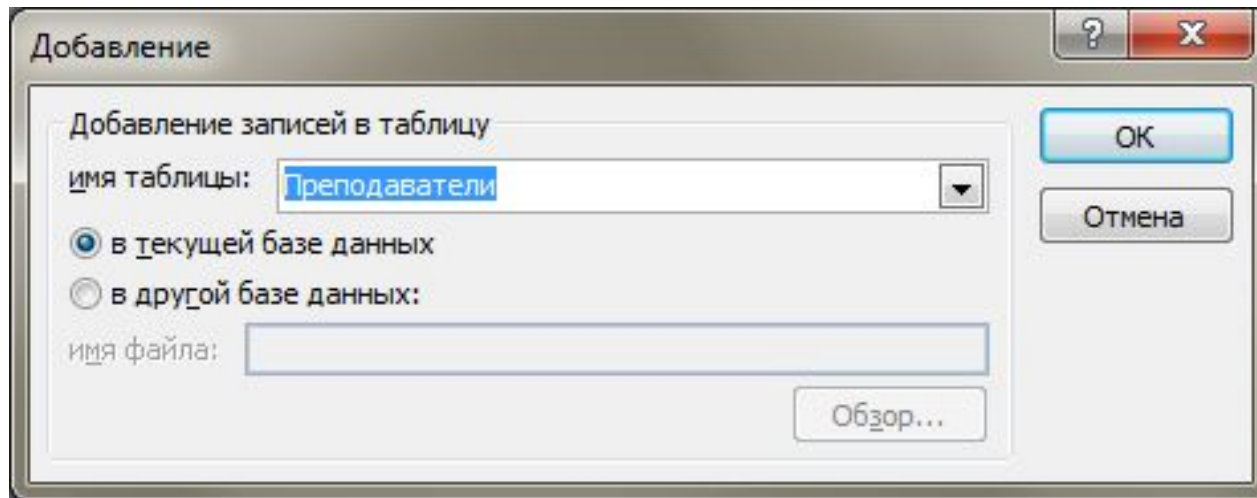 Добавление
Добавление записей в таблицу
имя таблицы: Преподаватели
в текущей базе данных
в другой базе данных:
имя файла:
Обзор...
ОК
Отмена